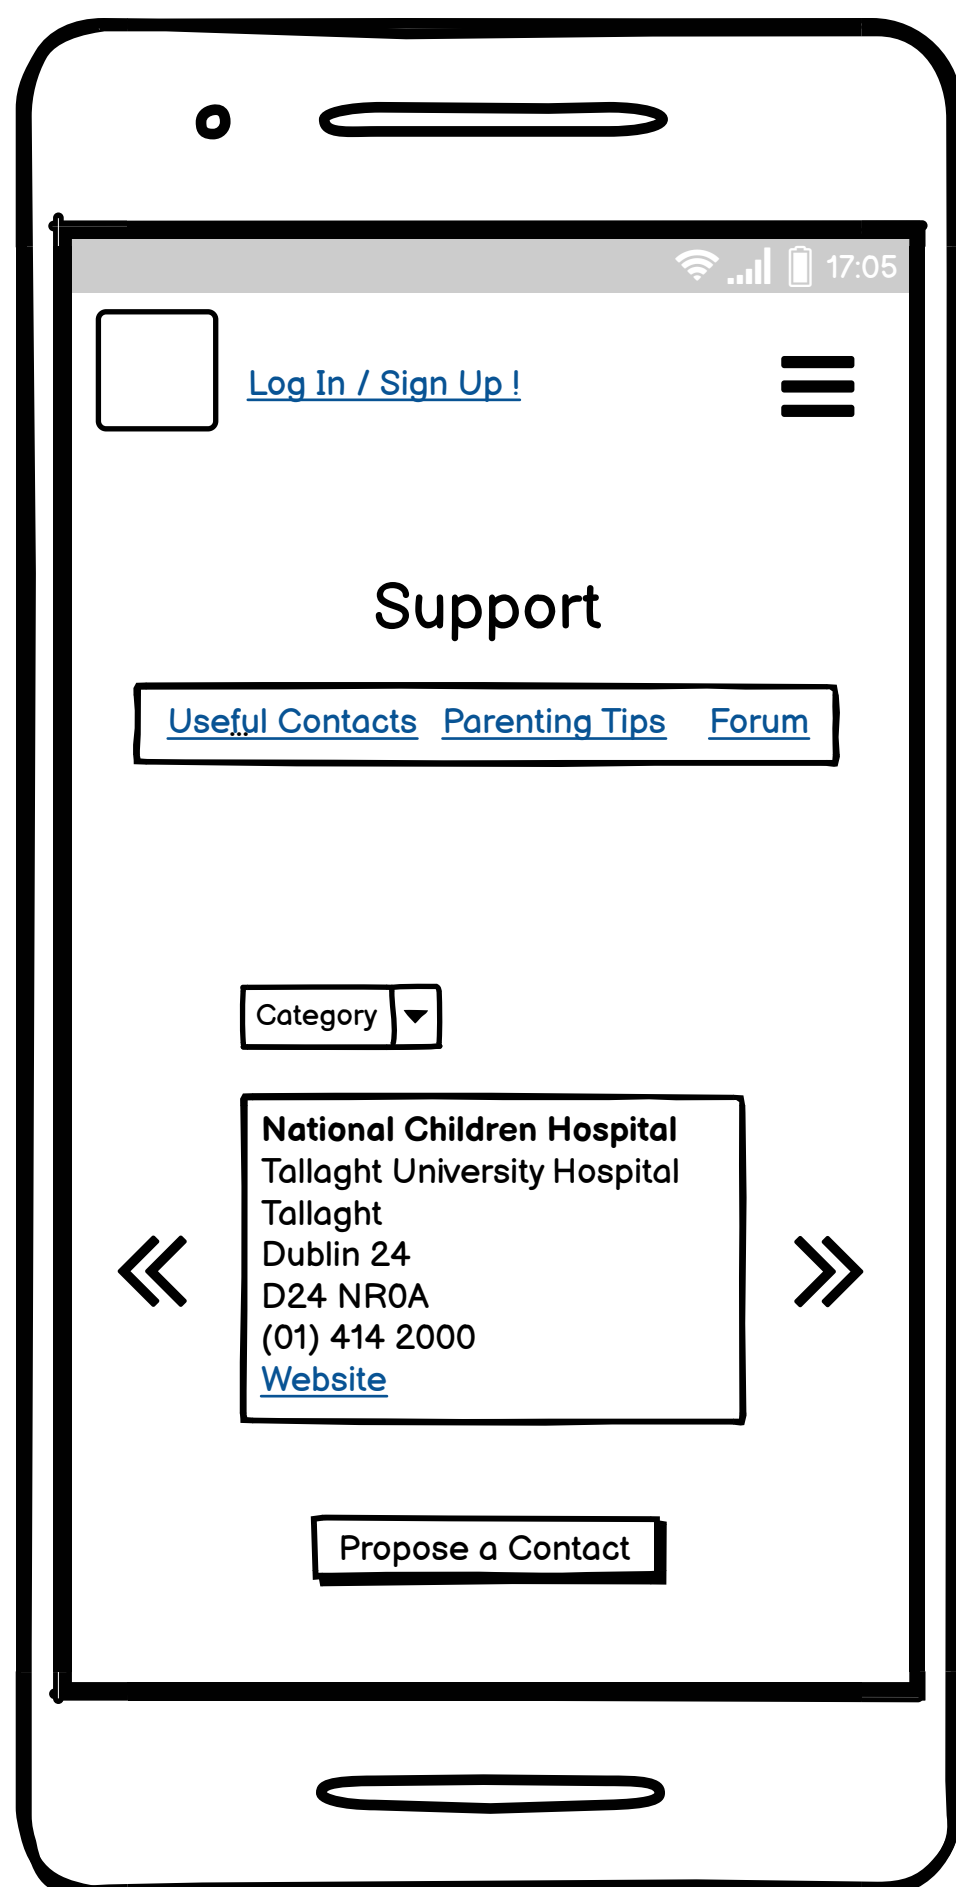 17:05
Log In / Sign Up !
Support
Useful Contacts Parenting Tips Forum
...
Category
National Children Hospital
Tallaght University Hospital
Tallaght
Dublin 24
D24 NR0A
(01) 414 2000
Website
Propose a Contact